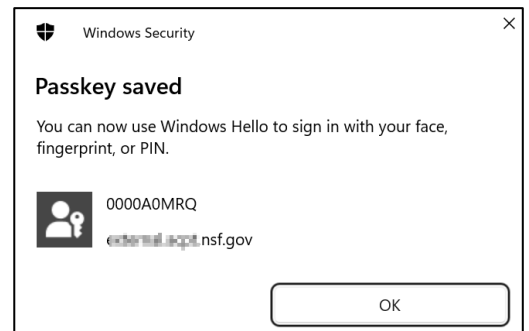 Windows Security
Passkey saved
You can now use Windows Hello to sign in with your face,
fingerprint, or PIN.
0000A0MRQ
nsf.gov
OK